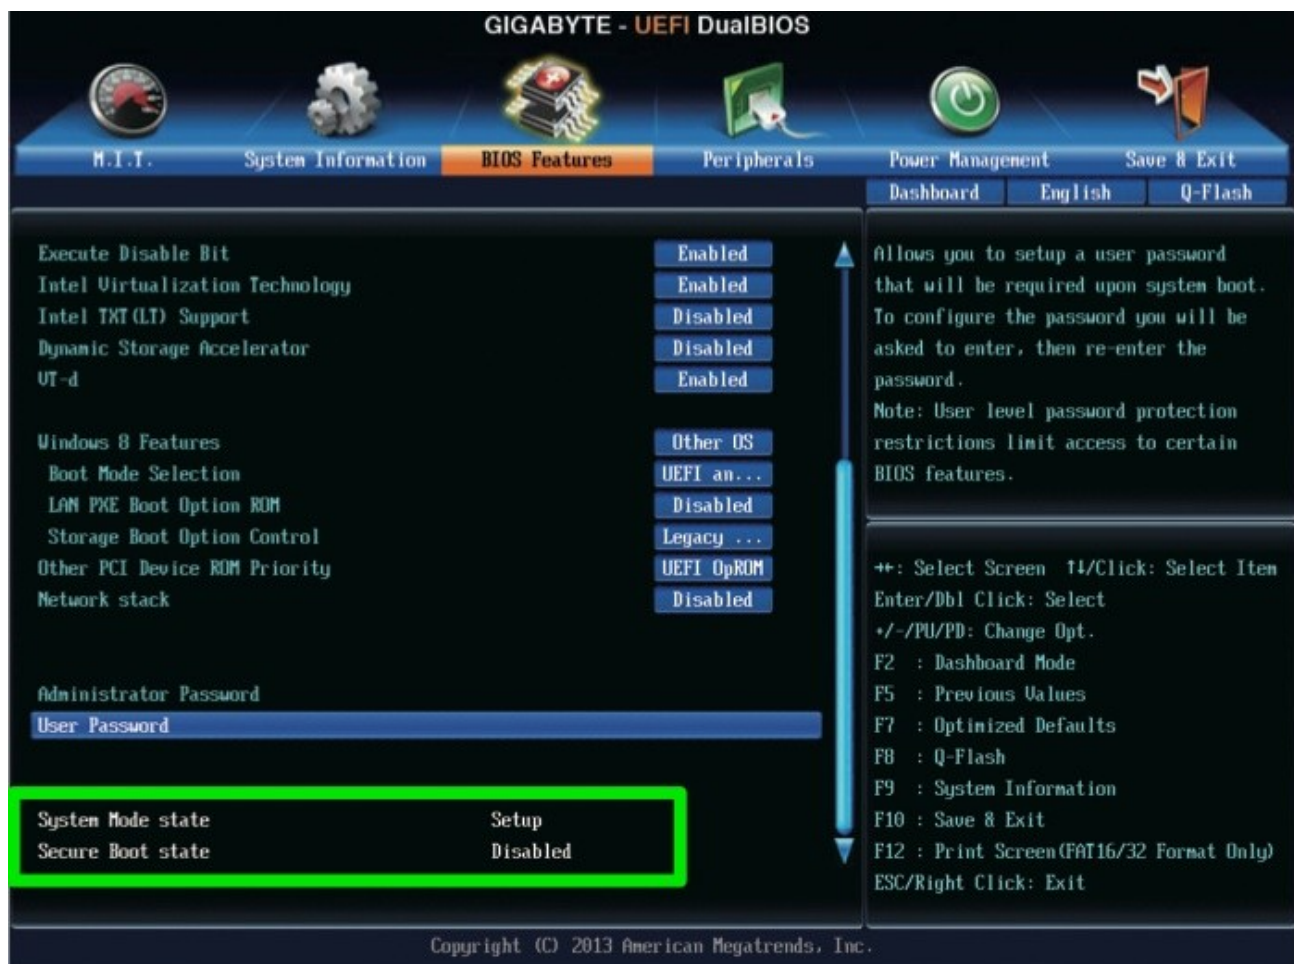 GIGABYTE - UEFI DualBIOS
M.I.T. System Information BIOS Features Peripherals Power Management Save & Exit
Dashboard English Q-Flash
Execute Disable Bit Enabled
Intel Virtualization Technology Enabled
Intel TXT(LT) Support Disabled
Dynamic Storage Accelerator Disabled
VT-d Enabled
Windows 8 Features Other OS
Boot Mode Selection UEFI an...
LAN PXE Boot Option ROM Disabled
Storage Boot Option Control Legacy ...
Other PCI Device ROM Priority UEFI OpROM
Network stack Disabled
Administrator Password
User Password
System Mode state Setup
Secure Boot state Disabled
Allows you to setup a user password
that will be required upon system boot.
To configure the password you will be
asked to enter, then re-enter the
password.
Note: User level password protection
restrictions limit access to certain
BIOS features.
→←: Select Screen ↑↓/Click: Select Item
Enter/Dbl Click: Select
+/-/PU/PD: Change Opt.
F2 : Dashboard Mode
F5 : Previous Values
F7 : Optimized Defaults
F8 : Q-Flash
F9 : System Information
F10 : Save & Exit
F12 : Print Screen(FAT16/32 Format Only)
ESC/Right Click: Exit
Copyright (C) 2013 American Megatrends, Inc.